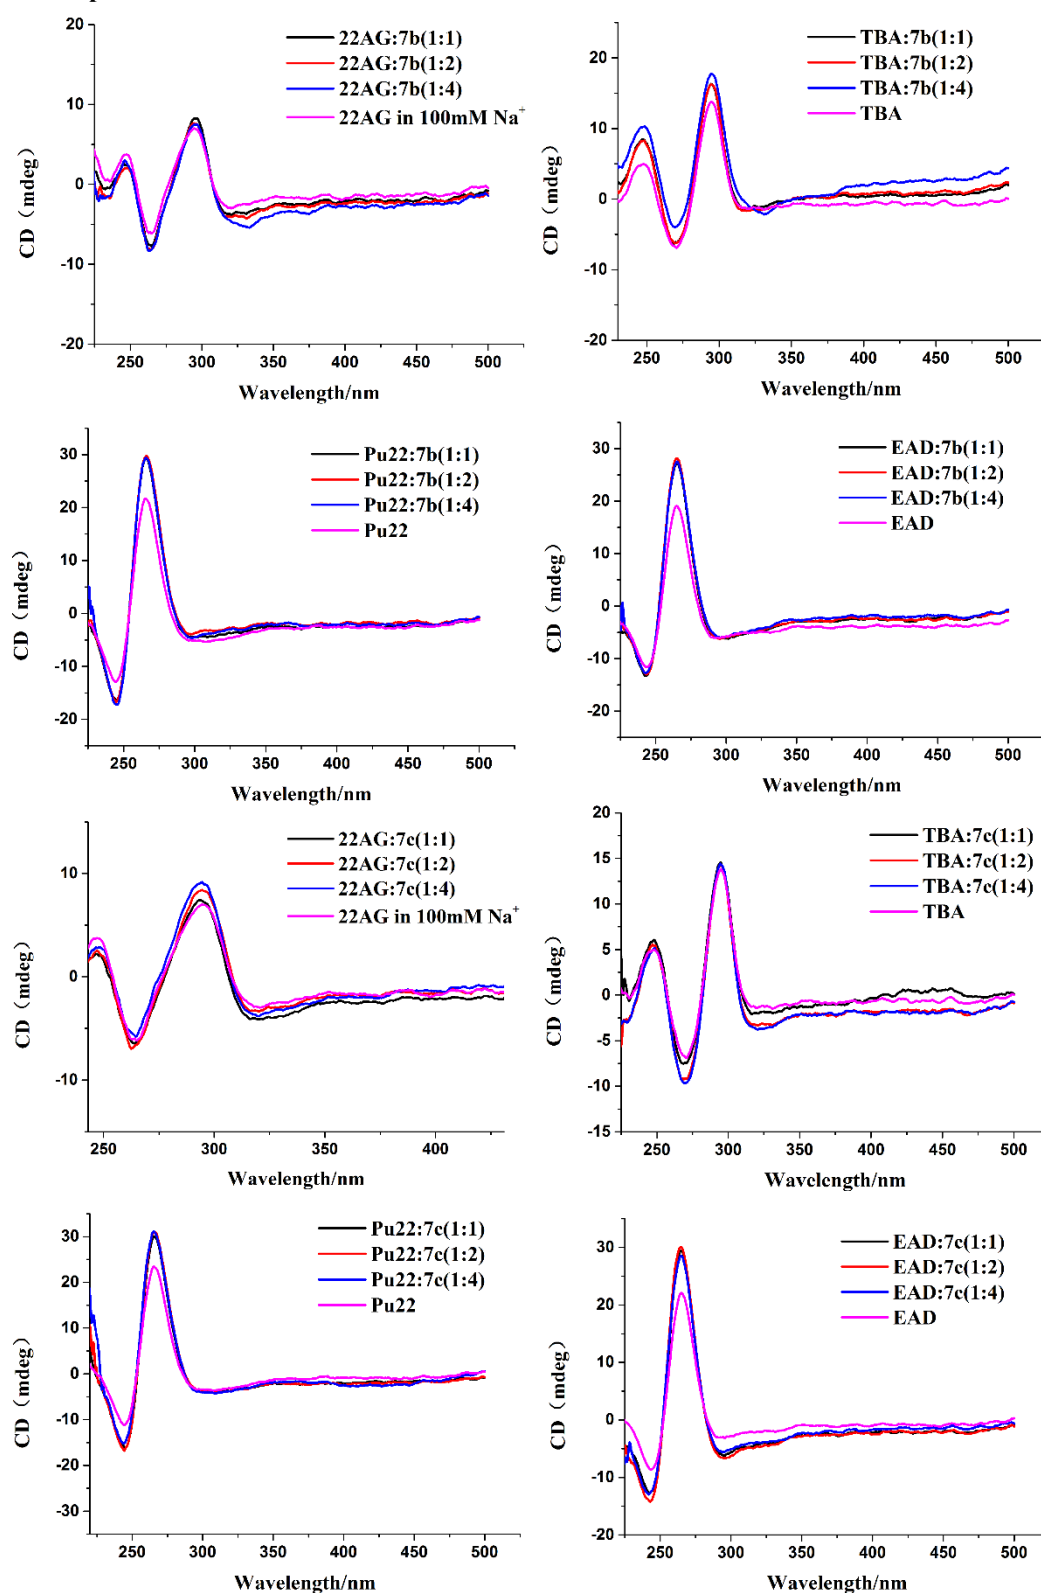 20
10
0
-10
-20
CD（mdeg）
22AG:7b(1:1)
22AG:7b(1:2)
22AG:7b(1:4)
22AG in 100mM Na+
250
300
350
400
450
500
Wavelength/nm
20
10
0
-10
-20
CD（mdeg）
TBA:7b(1:1)
TBA:7b(1:2)
TBA:7b(1:4)
TBA
250
300
350
400
450
500
Wavelength/nm
30
20
10
0
-10
-20
CD（mdeg）
Pu22:7b(1:1)
Pu22:7b(1:2)
Pu22:7b(1:4)
Pu22
250
300
350
400
450
500
Wavelength/nm
30
20
10
0
-10
-20
CD（mdeg）
EAD:7b(1:1)
EAD:7b(1:2)
EAD:7b(1:4)
EAD
250
300
350
400
450
500
Wavelength/nm
10
0
-10
CD（mdeg）
22AG:7c(1:1)
22AG:7c(1:2)
22AG:7c(1:4)
22AG in 100mM Na+
250
300
350
400
Wavelength/nm
20
15
10
5
0
-5
-10
-15
CD（mdeg）
TBA:7c(1:1)
TBA:7c(1:2)
TBA:7c(1:4)
TBA
250
300
350
400
450
500
Wavelength/nm
30
20
10
0
-10
-20
-30
CD（mdeg）
Pu22:7c(1:1)
Pu22:7c(1:2)
Pu22:7c(1:4)
Pu22
250
300
350
400
450
500
Wavelength/nm
30
20
10
0
-10
-20
CD（mdeg）
EAD:7c(1:1)
EAD:7c(1:2)
EAD:7c(1:4)
EAD
250
300
350
400
450
500
Wavelength/nm